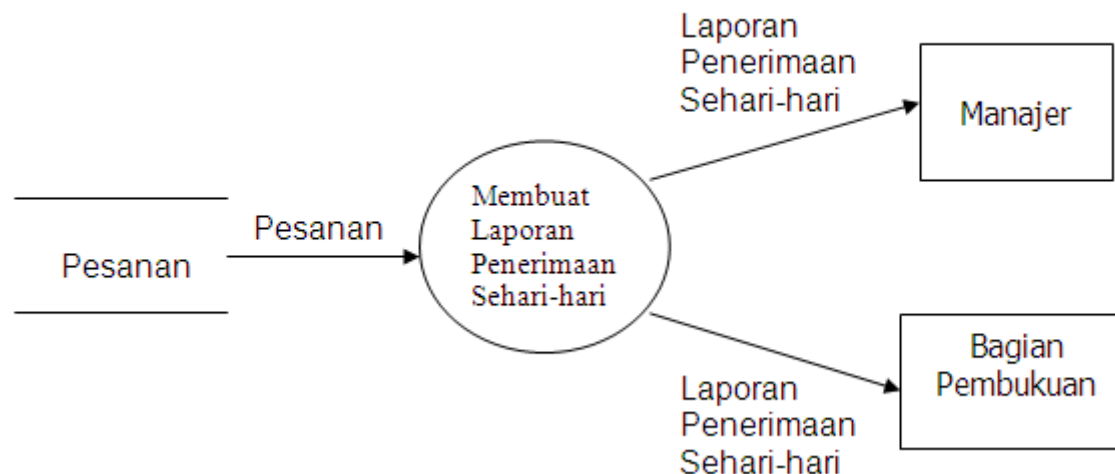 Pesanan
Pesanan
Membuat
Laporan
Penerimaan
Sehari-hari
Laporan
Penerimaan
Sehari-hari
Manajer
Laporan
Penerimaan
Sehari-hari
Bagian
Pembukuan